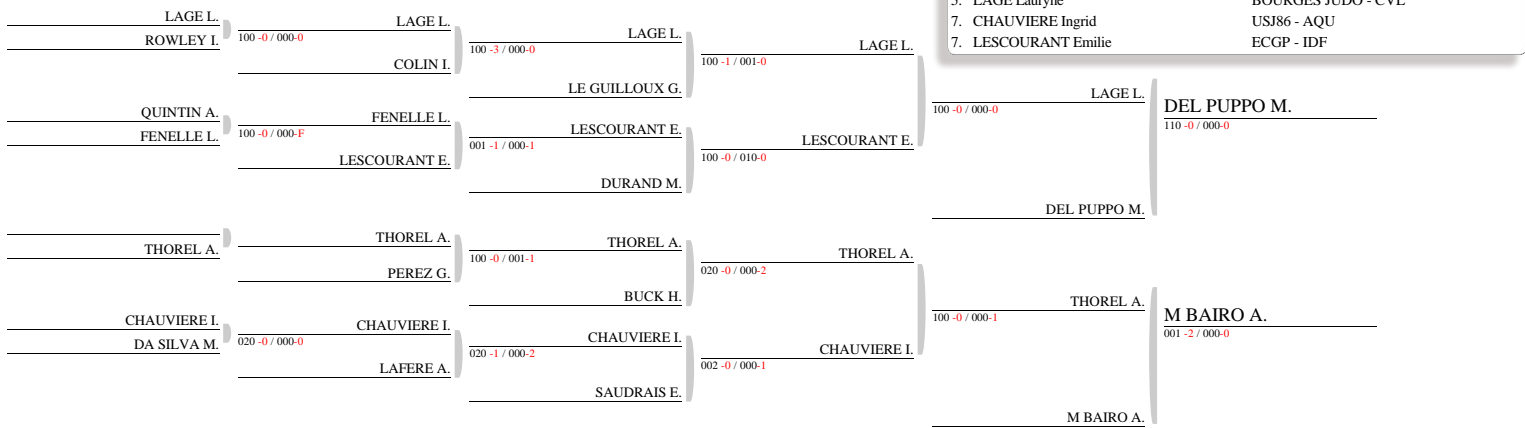 5. LAGE Lauryne BOURGES JUDO - CVL
7. CHAUVIERE Ingrid USJ86 - AQU
7. LESCOURANT Emilie ECGP - IDF
LAGE L.
ROWLEY I.
QUINTIN A.
FENELLE L.
THOREL A.
CHAUVIERE I.
DA SILVA M.
LAGE L.
100 -0 / 000-0
COLIN I.
FENELLE L.
100 -0 / 000-F
LESCOURANT E.
THOREL A.
PEREZ G.
CHAUVIERE I.
020 -0 / 000-0
LAFERE A.
LAGE L.
100 -3 / 000-0
LE GUILLOUX G.
LESCOURANT E.
001 -1 / 000-1
DURAND M.
THOREL A.
100 -0 / 001-1
BUCK H.
CHAUVIERE I.
020 -1 / 000-2
SAUDRAIS E.
LAGE L.
100 -1 / 001-0
LESCOURANT E.
100 -0 / 010-0
THOREL A.
020 -0 / 000-2
CHAUVIERE I.
002 -0 / 000-1
LAGE L.
100 -0 / 000-0
DEL PUPPO M.
THOREL A.
100 -0 / 000-1
M BAIRO A.
DEL PUPPO M.
110 -0 / 000-0
M BAIRO A.
001 -2 / 000-0